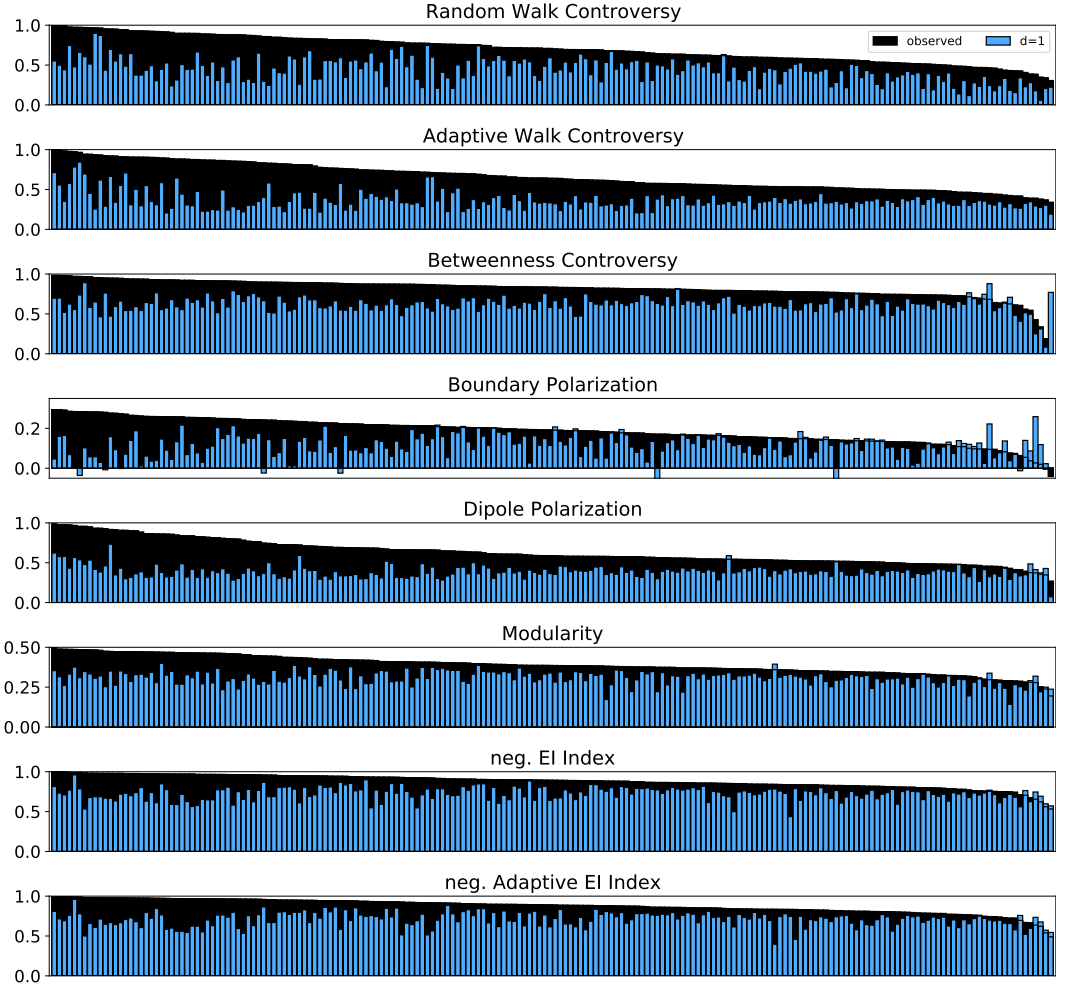 Random Walk Controversy
1.0
0.5
0.0
observed
d=1
Adaptive Walk Controversy
1.0
0.5
0.0
Betweenness Controversy
1.0
0.5
0.0
Boundary Polarization
0.2
0.0
Dipole Polarization
1.0
0.5
0.0
Modularity
0.50
0.25
0.00
neg. EI Index
1.0
0.5
0.0
neg. Adaptive EI Index
1.0
0.5
0.0